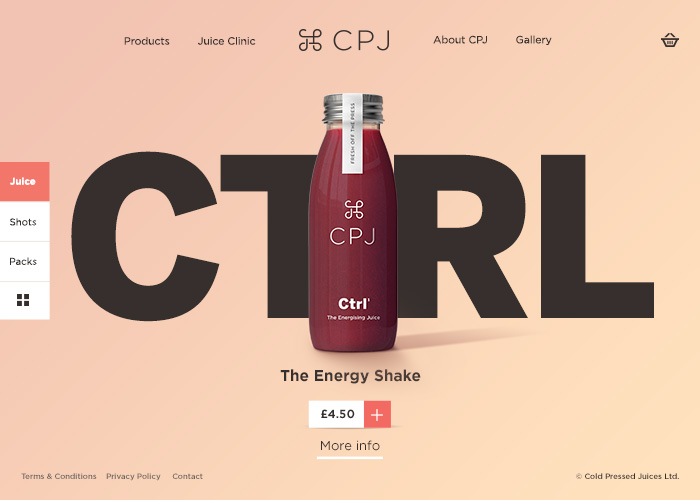 Products
Juice Clinic
⌘ CPJ
About CPJ
Gallery
FRESH OFF THE PRESS
CTRL
Juice
Shots
Packs
CPJ
Ctrl
The Energising Juice
The Energy Shake
£4.50 +
More info
Terms & Conditions
Privacy Policy
Contact
© Cold Pressed Juices Ltd.